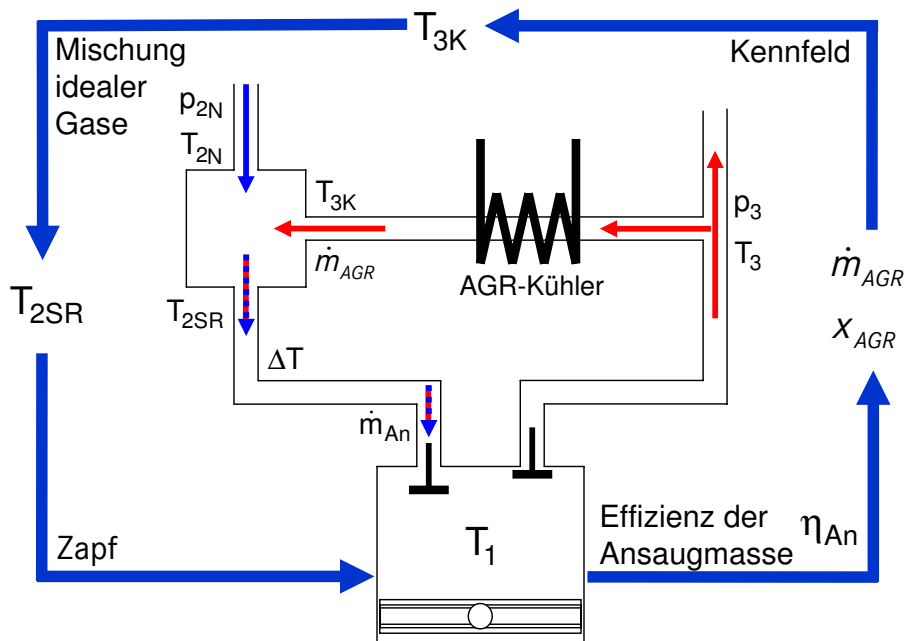 T3K
Mischung
idealer
Gase
Kennfeld
p2N
T2N
T3K
ṁAGR
AGR-Kühler
p3
T3
ṁAGR
xAGR
T2SR
T2SR
ΔT
ṁAn
Zapf
T1
Effizienz der
Ansaugmasse
ηAn